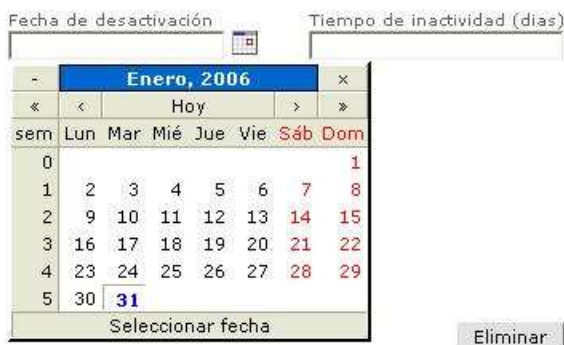 Fecha de desactivación Tiempo de inactividad (dias)
- Enero, 2006 ×
« ‹ Hoy › »
sem Lun Mar Mié Jue Vie Sáb Dom
0 1
1 2 3 4 5 6 7 8
2 9 10 11 12 13 14 15
3 16 17 18 19 20 21 22
4 23 24 25 26 27 28 29
5 30 31
Seleccionar fecha
Eliminar